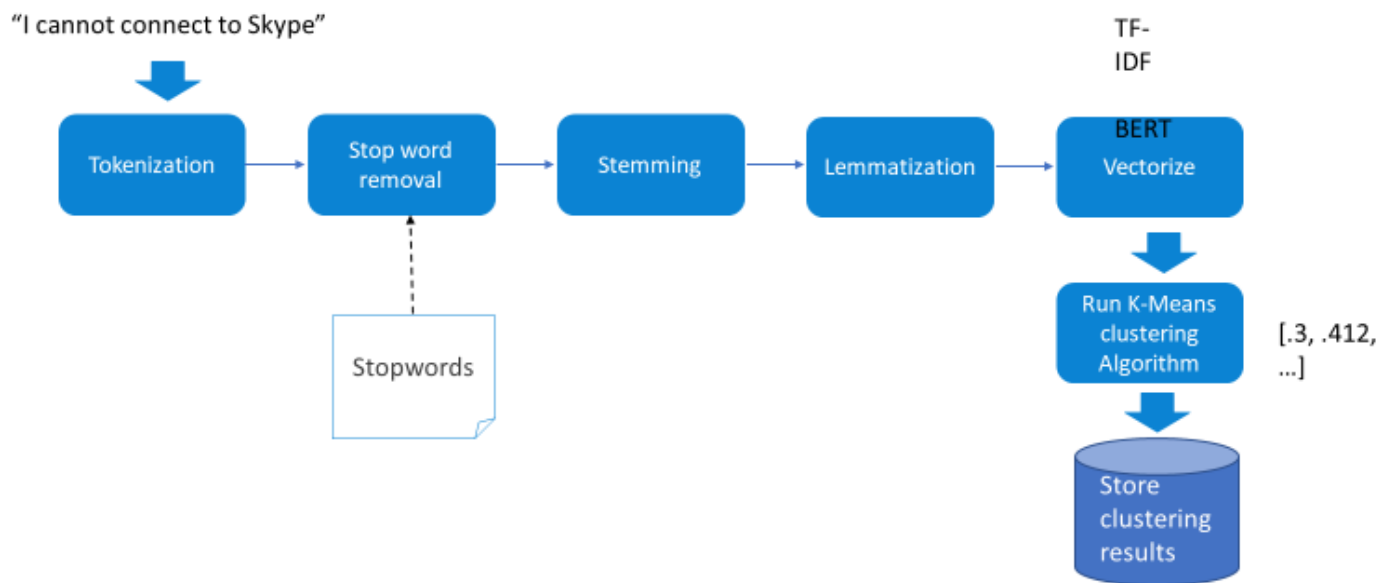 “I cannot connect to Skype”
TF-
IDF
BERT
Tokenization
Stop word
removal
Stemming
Lemmatization
Vectorize
Stopwords
Run K-Means
clustering
Algorithm
[.3, .412,
...]
Store
clustering
results